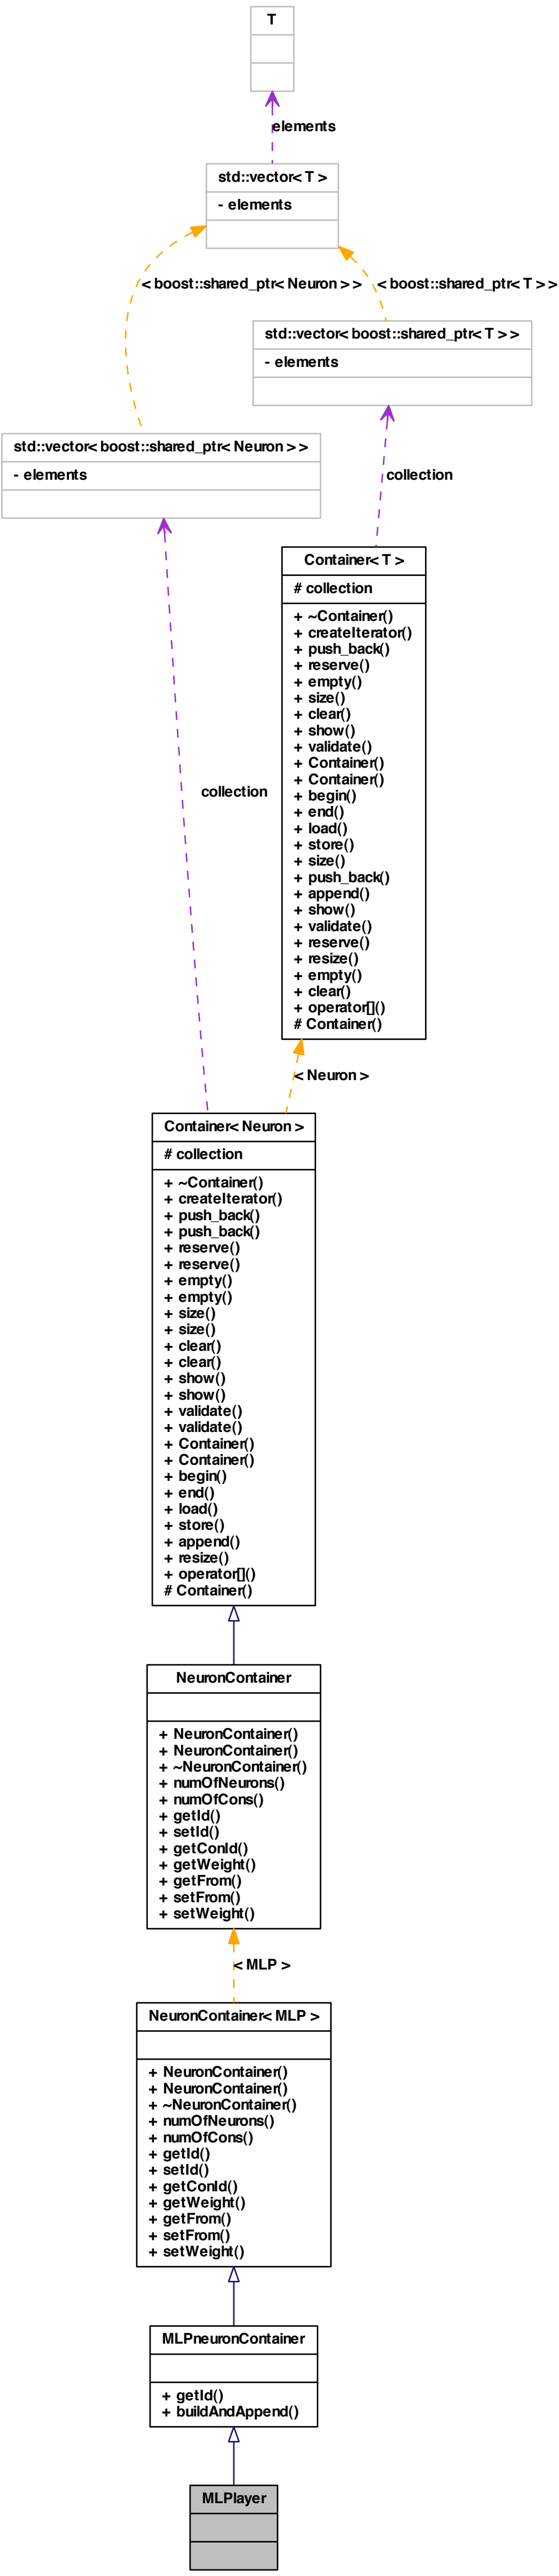 T
elements
std::vector< T >
- elements
< boost::shared_ptr< Neuron > >
< boost::shared_ptr< T > >
std::vector< boost::shared_ptr< T > >
- elements
std::vector< boost::shared_ptr< Neuron > >
- elements
collection
Container< T >
# collection
+ ~Container()
+ createIterator()
+ push_back()
+ reserve()
+ empty()
+ size()
+ clear()
+ show()
+ validate()
+ Container()
+ Container()
+ begin()
+ end()
+ load()
+ store()
+ size()
+ push_back()
+ append()
+ show()
+ validate()
+ reserve()
+ resize()
+ empty()
+ clear()
+ operator[]()
# Container()
collection
< Neuron >
Container< Neuron >
# collection
+ ~Container()
+ createIterator()
+ push_back()
+ push_back()
+ reserve()
+ reserve()
+ empty()
+ empty()
+ size()
+ size()
+ clear()
+ clear()
+ show()
+ show()
+ validate()
+ validate()
+ Container()
+ Container()
+ begin()
+ end()
+ load()
+ store()
+ append()
+ resize()
+ operator[]()
# Container()
NeuronContainer
+ NeuronContainer()
+ NeuronContainer()
+ ~NeuronContainer()
+ numOfNeurons()
+ numOfCons()
+ getId()
+ setId()
+ getConId()
+ getWeight()
+ getFrom()
+ setFrom()
+ setWeight()
< MLP >
NeuronContainer< MLP >
+ NeuronContainer()
+ NeuronContainer()
+ ~NeuronContainer()
+ numOfNeurons()
+ numOfCons()
+ getId()
+ setId()
+ getConId()
+ getWeight()
+ getFrom()
+ setFrom()
+ setWeight()
MLPneuronContainer
+ getId()
+ buildAndAppend()
MLPlayer